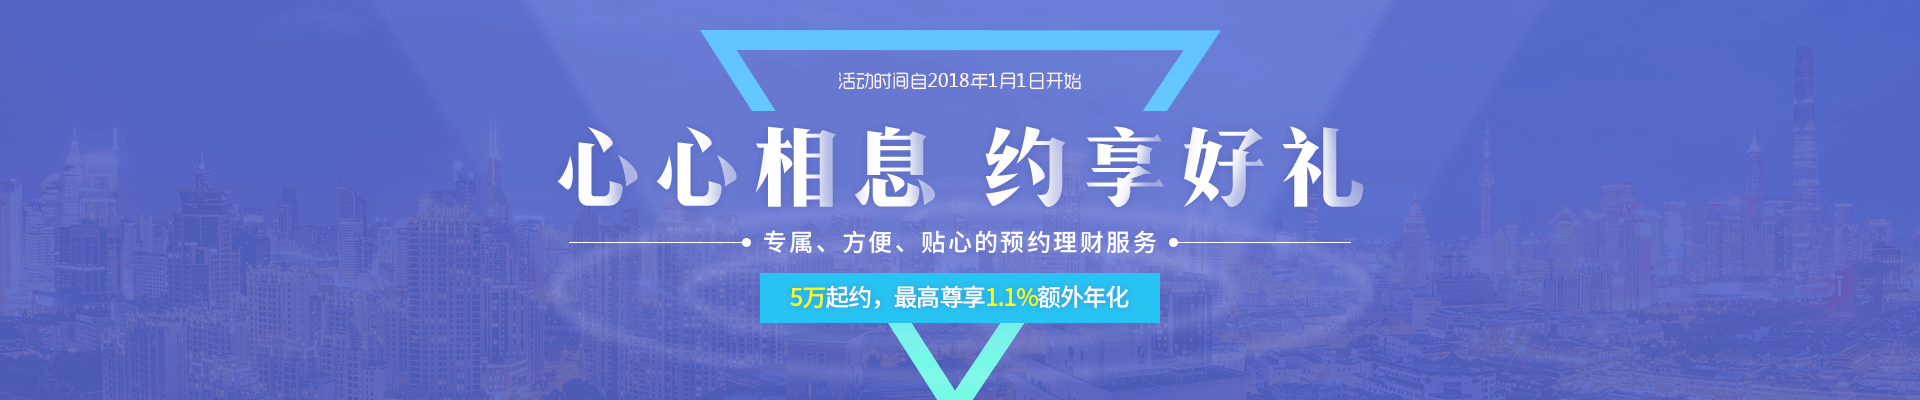 活动时间自2018年1月1日开始
心心相息 约享好礼
专属、方便、贴心的预约理财服务
5万起约，最高尊享1.1%额外年化